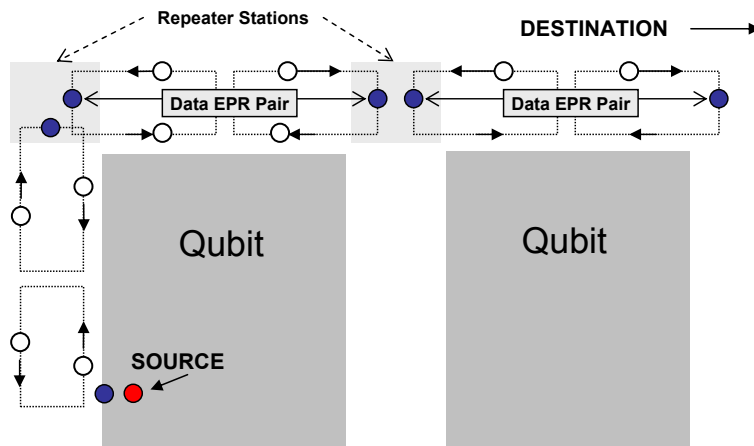 Repeater Stations
DESTINATION
Data EPR Pair
Data EPR Pair
Qubit
Qubit
SOURCE